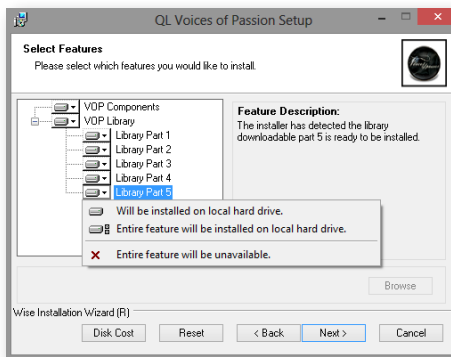 QL Voices of Passion Setup
Select Features
Please select which features you would like to install.
VOP Components
VOP Library
Library Part 1
Library Part 2
Library Part 3
Library Part 4
Library Part 5
Feature Description:
The installer has detected the library
downloadable part 5 is ready to be installed.
Will be installed on local hard drive.
Entire feature will be installed on local hard drive.
Entire feature will be unavailable.
Browse
Wise Installation Wizard (R)
Disk Cost
Reset
< Back
Next >
Cancel